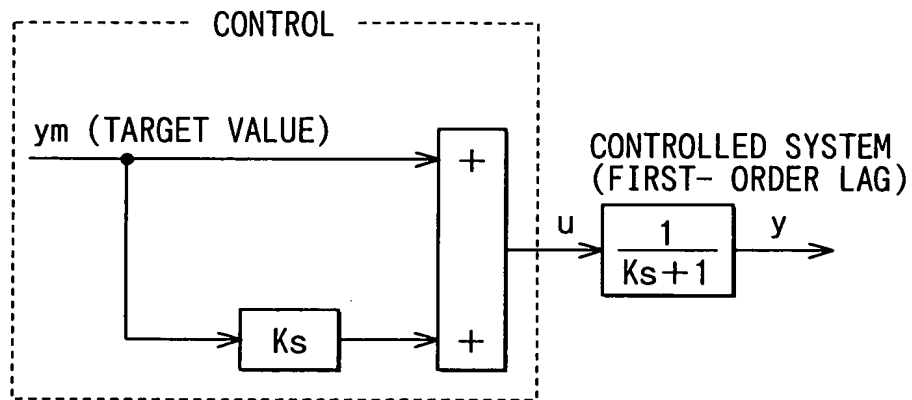 CONTROL
ym (TARGET VALUE)
+
CONTROLLED SYSTEM
(FIRST- ORDER LAG)
u
1
Ks+1
y
Ks
+